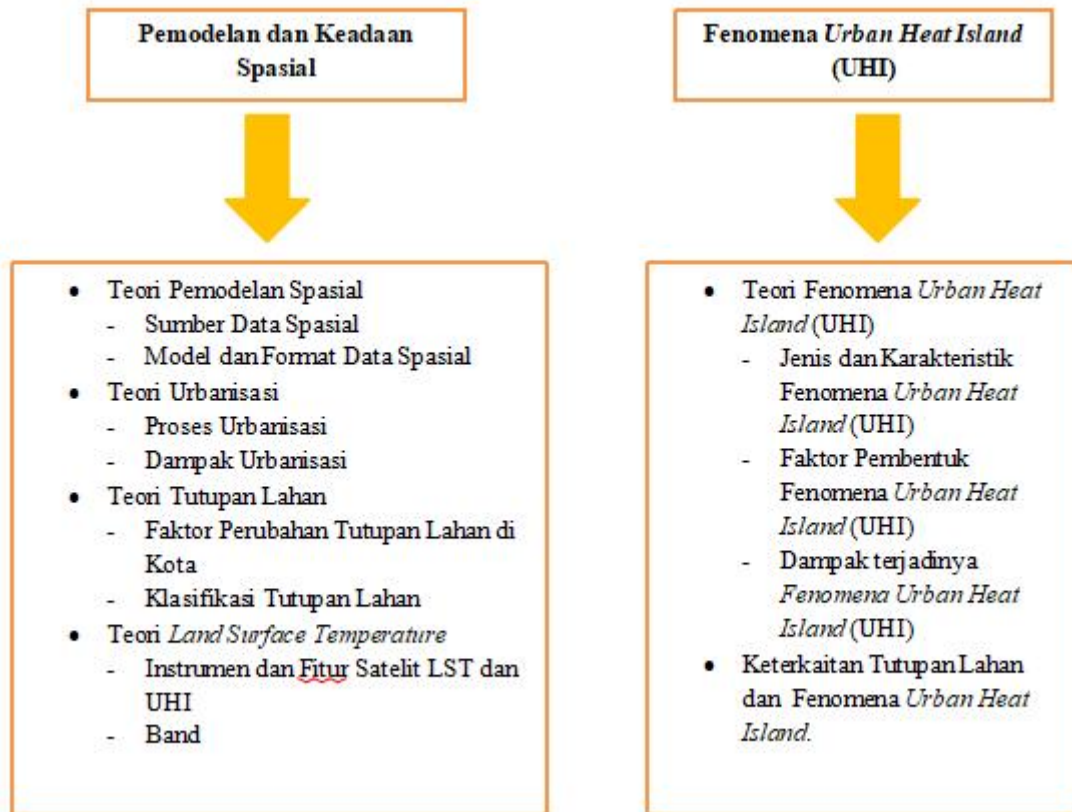 Pemodelan dan Keadaan
Spasial
Fenomena Urban Heat Island
(UHI)
• Teori Pemodelan Spasial
- Sumber Data Spasial
- Model dan Format Data Spasial
• Teori Urbanisasi
- Proses Urbanisasi
- Dampak Urbanisasi
• Teori Tutupan Lahan
- Faktor Perubahan Tutupan Lahan di
Kota
- Klasifikasi Tutupan Lahan
• Teori Land Surface Temperature
- Instrumen dan Fitur Satelit LST dan
UHI
- Band
• Teori Fenomena Urban Heat
Island (UHI)
- Jenis dan Karakteristik
Fenomena Urban Heat
Island (UHI)
- Faktor Pembentuk
Fenomena Urban Heat
Island (UHI)
- Dampak terjadinya
Fenomena Urban Heat
Island (UHI)
• Keterkaitan Tutupan Lahan
dan Fenomena Urban Heat
Island.